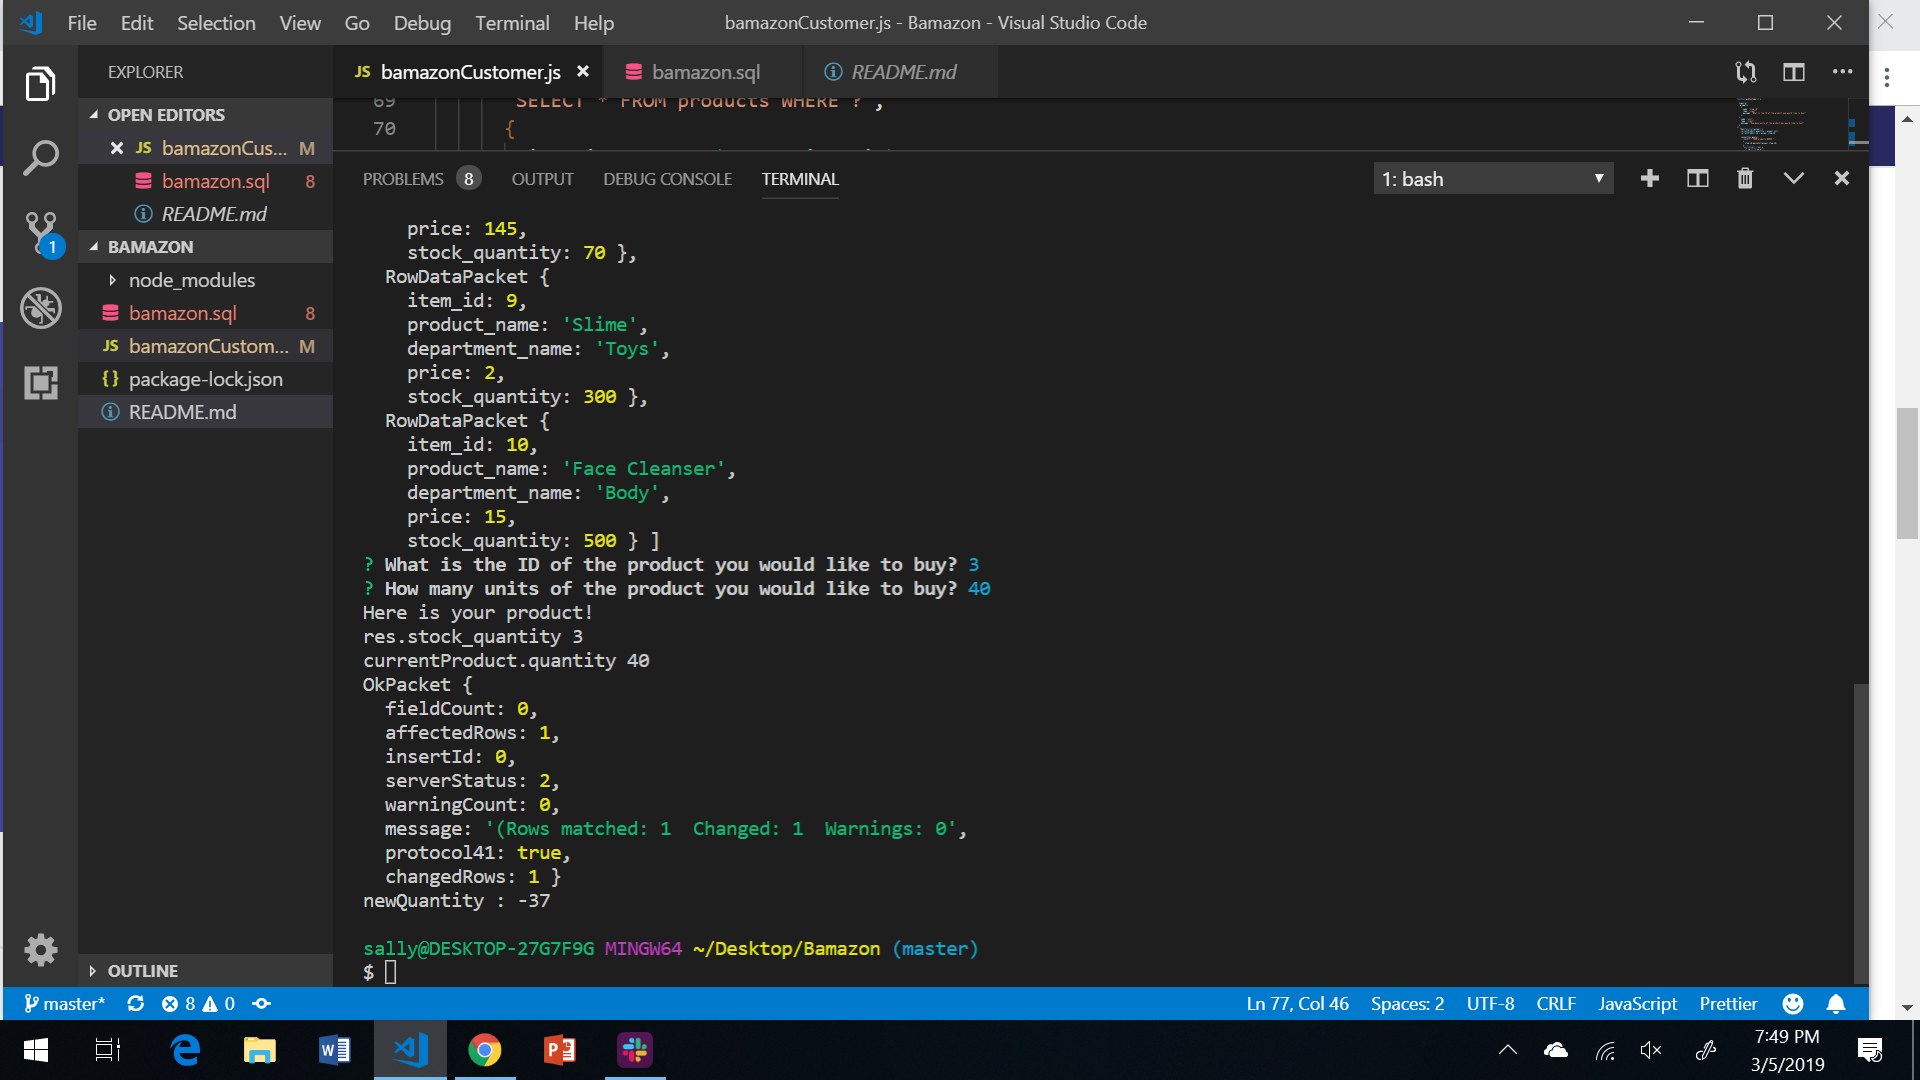 File Edit Selection View Go Debug Terminal Help
bamazonCustomer.js - Bamazon - Visual Studio Code
EXPLORER
OPEN EDITORS
JS bamazonCus... M
bamazon.sql 8
README.md
BAMAZON
node_modules
bamazon.sql 8
JS bamazonCustom... M
{} package-lock.json
README.md
OUTLINE
1
JS bamazonCustomer.js
bamazon.sql
README.md
69 SELECT * FROM products WHERE ?",
70 {
PROBLEMS 8 OUTPUT DEBUG CONSOLE TERMINAL
1: bash
price: 145,
stock_quantity: 70 },
RowDataPacket {
item_id: 9,
product_name: 'Slime',
department_name: 'Toys',
price: 2,
stock_quantity: 300 },
RowDataPacket {
item_id: 10,
product_name: 'Face Cleanser',
department_name: 'Body',
price: 15,
stock_quantity: 500 } ]
? What is the ID of the product you would like to buy? 3
? How many units of the product you would like to buy? 40
Here is your product!
res.stock_quantity 3
currentProduct.quantity 40
OkPacket {
fieldCount: 0,
affectedRows: 1,
insertId: 0,
serverStatus: 2,
warningCount: 0,
message: '(Rows matched: 1  Changed: 1  Warnings: 0',
protocol41: true,
changedRows: 1 }
newQuantity : -37
sally@DESKTOP-27G7F9G MINGW64 ~/Desktop/Bamazon (master)
$
master* 8 0
Ln 77, Col 46 Spaces: 2 UTF-8 CRLF JavaScript Prettier
7:49 PM
3/5/2019